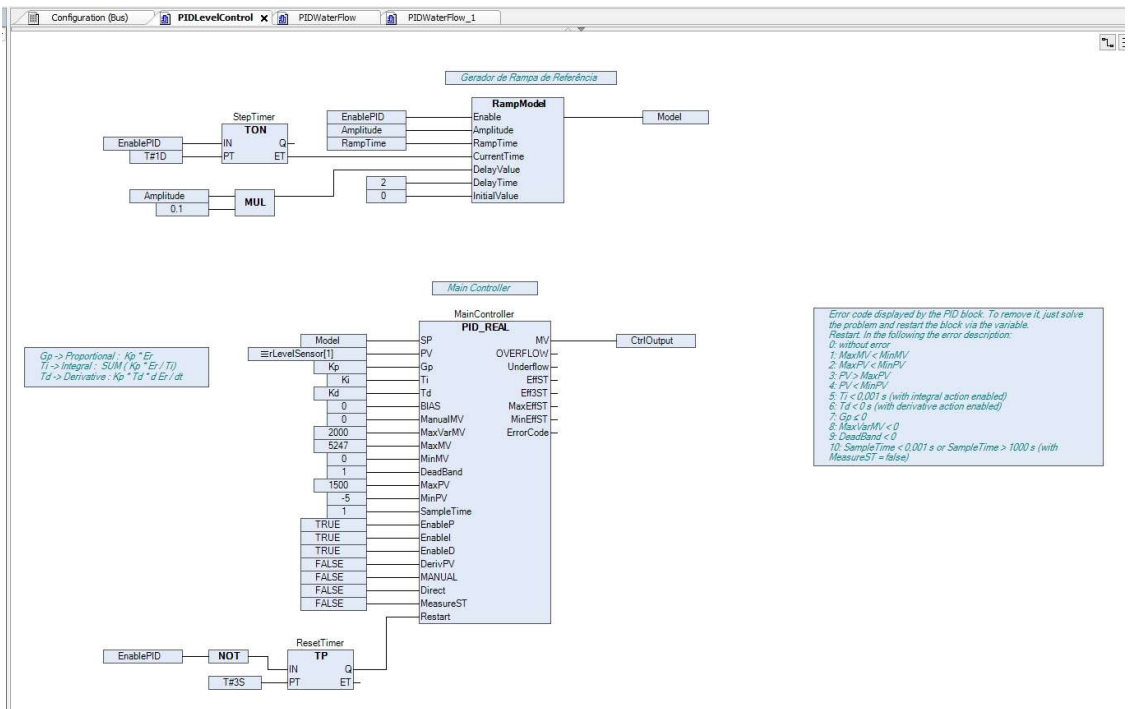 Configuration (Bus) PIDLevelControl x PIDWaterFlow PIDWaterFlow_1
Gerador de Rampa de Referência
RampModel
StepTimer
TON
EnablePID
T#1D
IN
PT
Q
ET
EnablePID
Amplitude
RampTime
Enable
Amplitude
RampTime
CurrentTime
DelayValue
DelayTime
InitialValue
Model
Amplitude
0.1
MUL
2
0
Main Controller
MainController
PID_REAL
Gp -> Proportional : Kp * Er
Ti -> Integral : SUM ( Kp * Er / Ti)
Td -> Derivative : Kp * Td * d Er / dt
Model
rLevelSensor[1]
Kp
Ki
Kd
0
0
2000
5247
0
1
1500
-5
1
TRUE
TRUE
TRUE
FALSE
FALSE
FALSE
FALSE
SP
PV
Gp
Ti
Td
BIAS
ManualMV
MaxVarMV
MaxMV
MinMV
DeadBand
MaxPV
MinPV
SampleTime
EnableP
EnableI
EnableD
DerivPV
MANUAL
Direct
MeasureST
Restart
MV
OVERFLOW
Underflow
EffST
Eff3ST
MaxEffST
MinEffST
ErrorCode
CtrlOutput
Error code displayed by the PID block. To remove it, just solve
the problem and restart the block via the variable.
Restart. In the following the error description:
0: without error
1: MaxMV < MinMV
2: MaxPV < MinPV
3: PV > MaxPV
4: PV < MinPV
5: Ti < 0,001 s (with integral action enabled)
6: Td < 0 s (with derivative action enabled)
7: Gp ≤ 0
8: MaxVarMV < 0
9: DeadBand < 0
10: SampleTime < 0,001 s or SampleTime > 1000 s (with
MeasureST = false)
ResetTimer
EnablePID
NOT
TP
T#3S
IN
PT
Q
ET